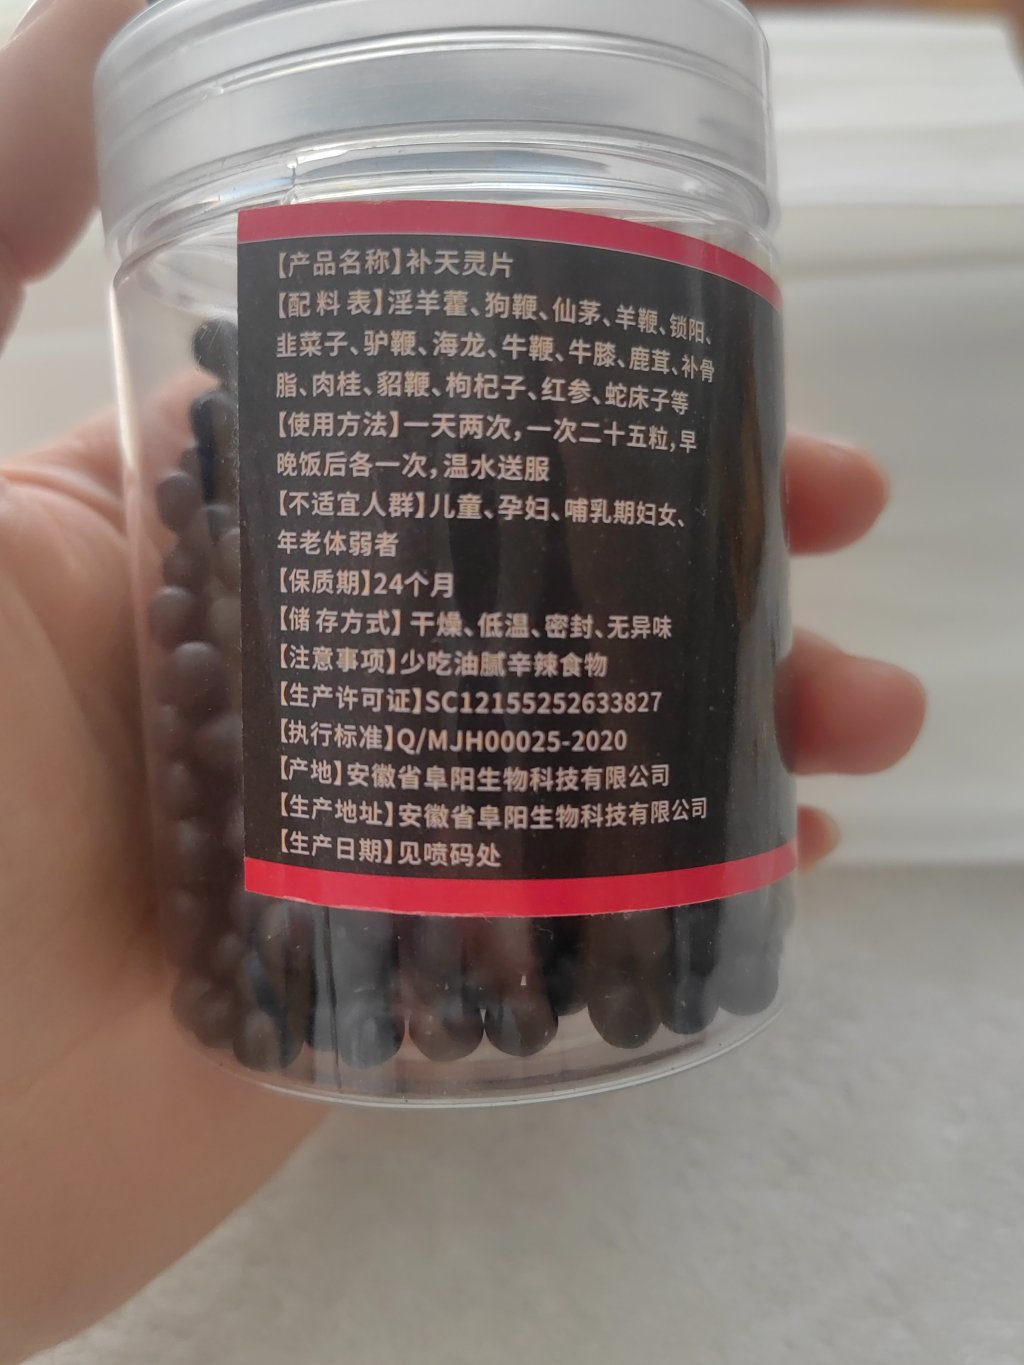 【产品名称】补天灵片
【配料表】淫羊藿、狗鞭、仙茅、羊鞭、锁阳、
韭菜子、驴鞭、海龙、牛鞭、牛膝、鹿茸、补骨
脂、肉桂、貂鞭、枸杞子、红参、蛇床子等
【使用方法】一天两次，一次二十五粒，早
晚饭后各一次，温水送服
【不适宜人群】儿童、孕妇、哺乳期妇女、
年老体弱者
【保质期】24个月
【储存方式】干燥、低温、密封、无异味
【注意事项】少吃油腻辛辣食物
【生产许可证】SC12155252633827
【执行标准】Q/MJH00025-2020
【产地】安徽省阜阳生物科技有限公司
【生产地址】安徽省阜阳生物科技有限公司
【生产日期】见喷码处